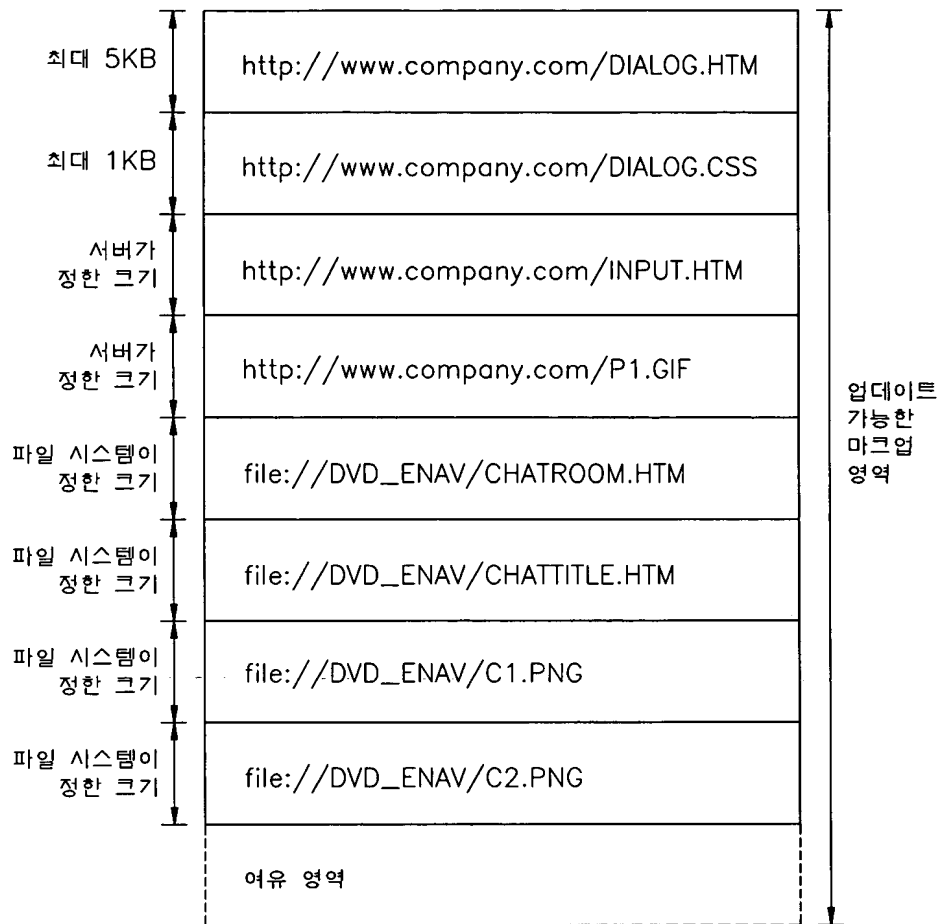 최대 5KB
http://www.company.com/DIALOG.HTM
최대 1KB
http://www.company.com/DIALOG.CSS
서버가
정한 크기
http://www.company.com/INPUT.HTM
서버가
정한 크기
http://www.company.com/P1.GIF
파일 시스템이
정한 크기
file://DVD_ENAV/CHATROOM.HTM
파일 시스템이
정한 크기
file://DVD_ENAV/CHATTITLE.HTM
파일 시스템이
정한 크기
file://DVD_ENAV/C1.PNG
파일 시스템이
정한 크기
file://DVD_ENAV/C2.PNG
여유 영역
업데이트
가능한
마크업
영역